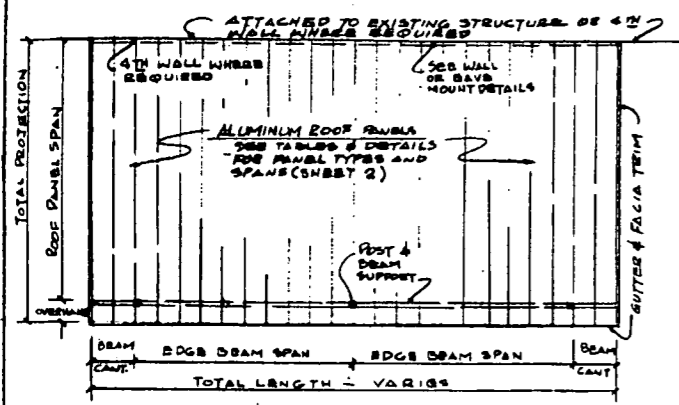 ATTACHED TO EXISTING STRUCTURE OR 4TH
WALL WHERE REQUIRED
4TH WALL WHERE
REQUIRED
SEE WALL
OR EAVE
MOUNT DETAILS
ALUMINUM ROOF PANELS
SEE TABLES & DETAILS
FOR PANEL TYPES AND
SPANS (SHEET 2)
TOTAL PROJECTION
ROOF PANEL SPAN
OVERHANG
POST &
BEAM
SUPPORT
GUTTER & FACIA TRIM
BEAM
CANT.
EDGE BEAM SPAN
EDGE BEAM SPAN
BEAM
CANT
TOTAL LENGTH - VARIES